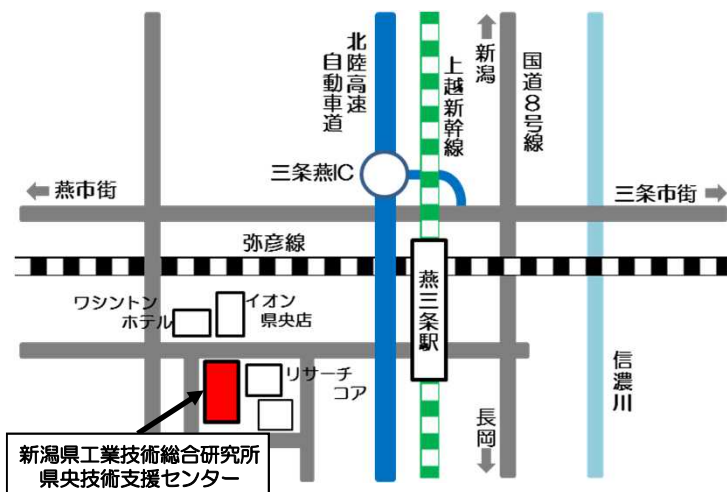 北陸高速
自動車道
上越新幹線
新潟
国道8号線
三条燕IC
燕市街
三条市街
弥彦線
燕三条駅
ワシントン
ホテル
イオン
県央店
リサーチ
コア
信濃川
長岡
新潟県工業技術総合研究所
県央技術支援センター